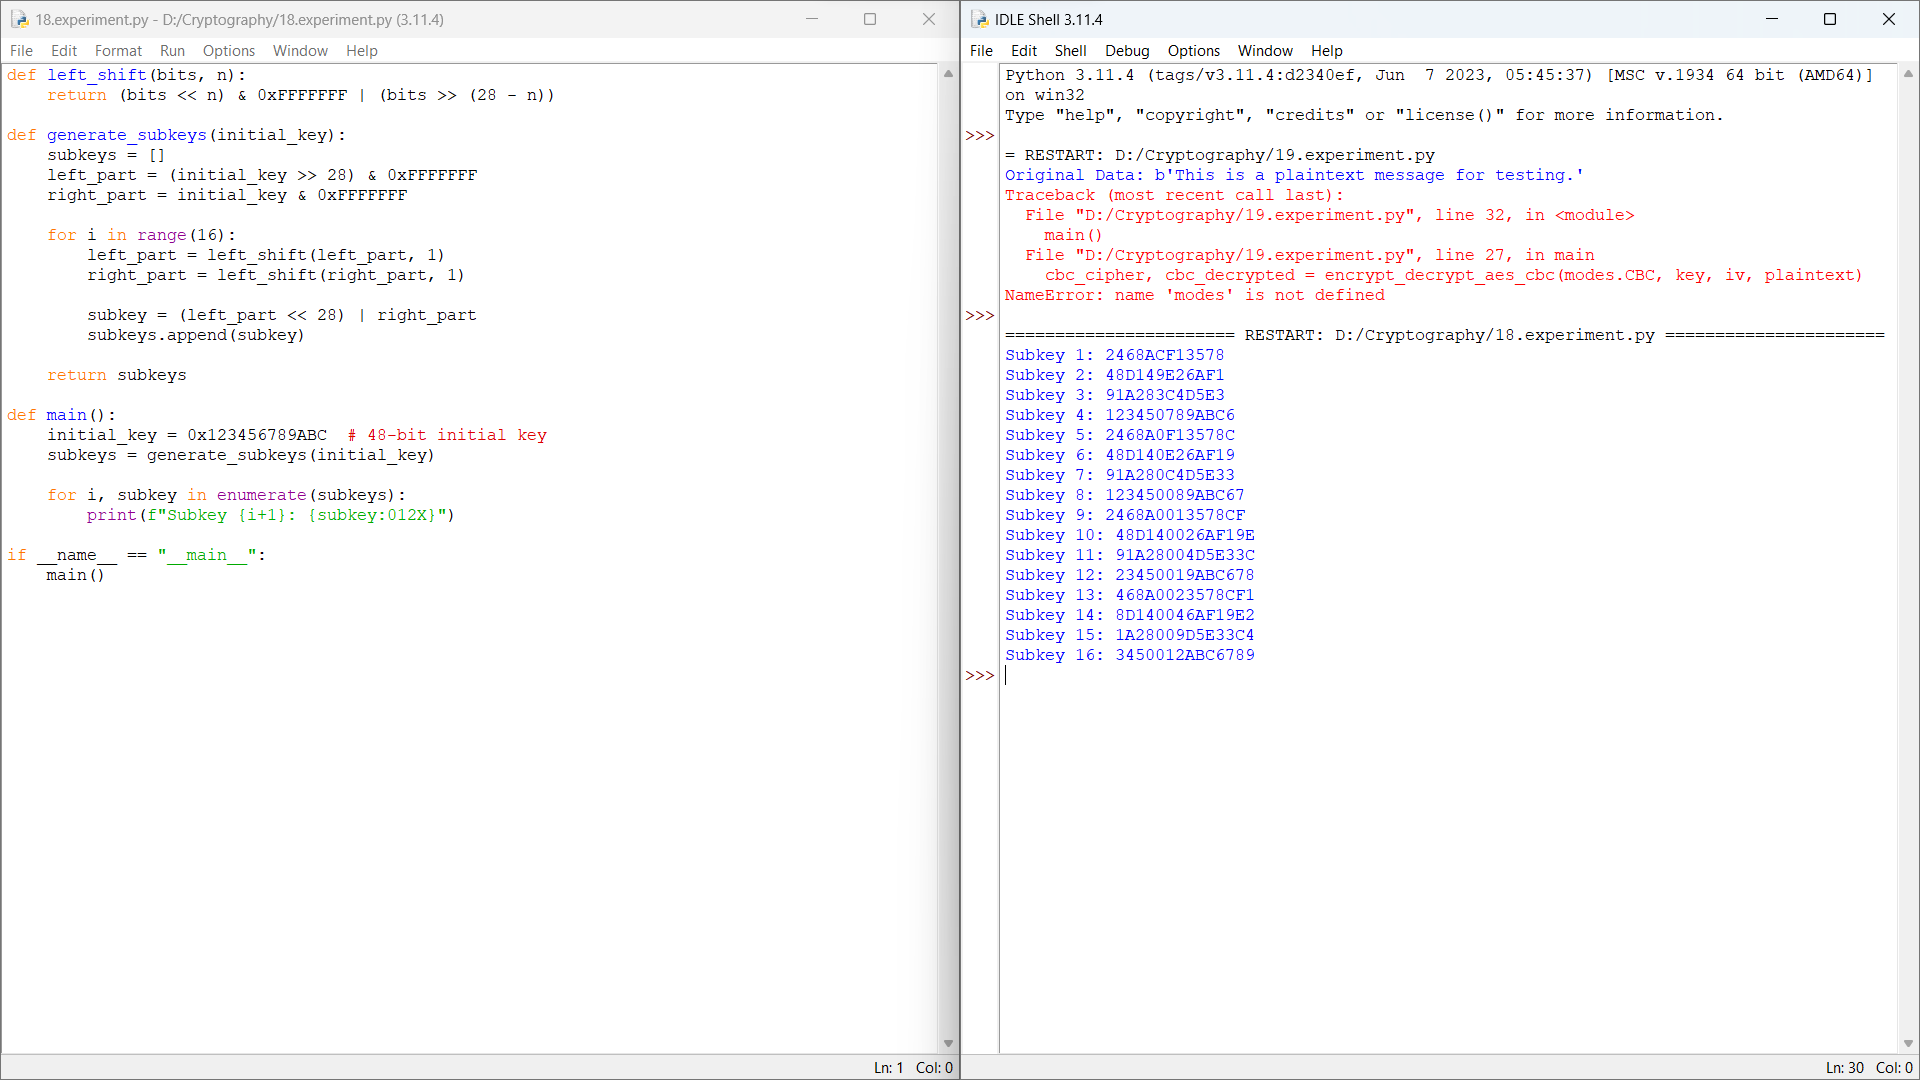 18.experiment.py - D:/Cryptography/18.experiment.py (3.11.4)
File Edit Format Run Options Window Help
def left_shift(bits, n):
    return (bits << n) & 0xFFFFFFF | (bits >> (28 - n))

def generate_subkeys(initial_key):
    subkeys = []
    left_part = (initial_key >> 28) & 0xFFFFFFF
    right_part = initial_key & 0xFFFFFFF

    for i in range(16):
        left_part = left_shift(left_part, 1)
        right_part = left_shift(right_part, 1)

        subkey = (left_part << 28) | right_part
        subkeys.append(subkey)

    return subkeys

def main():
    initial_key = 0x123456789ABC  # 48-bit initial key
    subkeys = generate_subkeys(initial_key)

    for i, subkey in enumerate(subkeys):
        print(f"Subkey {i+1}: {subkey:012X}")

if __name__ == "__main__":
    main()
Ln: 1 Col: 0
IDLE Shell 3.11.4
File Edit Shell Debug Options Window Help
Python 3.11.4 (tags/v3.11.4:d2340ef, Jun  7 2023, 05:45:37) [MSC v.1934 64 bit (AMD64)]
on win32
Type "help", "copyright", "credits" or "license()" for more information.
>>>
= RESTART: D:/Cryptography/19.experiment.py
Original Data: b'This is a plaintext message for testing.'
Traceback (most recent call last):
  File "D:/Cryptography/19.experiment.py", line 32, in <module>
    main()
  File "D:/Cryptography/19.experiment.py", line 27, in main
    cbc_cipher, cbc_decrypted = encrypt_decrypt_aes_cbc(modes.CBC, key, iv, plaintext)
NameError: name 'modes' is not defined
>>>
======================= RESTART: D:/Cryptography/18.experiment.py ======================
Subkey 1: 2468ACF13578
Subkey 2: 48D149E26AF1
Subkey 3: 91A283C4D5E3
Subkey 4: 123450789ABC6
Subkey 5: 2468A0F13578C
Subkey 6: 48D140E26AF19
Subkey 7: 91A280C4D5E33
Subkey 8: 123450089ABC67
Subkey 9: 2468A0013578CF
Subkey 10: 48D140026AF19E
Subkey 11: 91A28004D5E33C
Subkey 12: 23450019ABC678
Subkey 13: 468A0023578CF1
Subkey 14: 8D140046AF19E2
Subkey 15: 1A28009D5E33C4
Subkey 16: 3450012ABC6789
>>>
Ln: 30 Col: 0